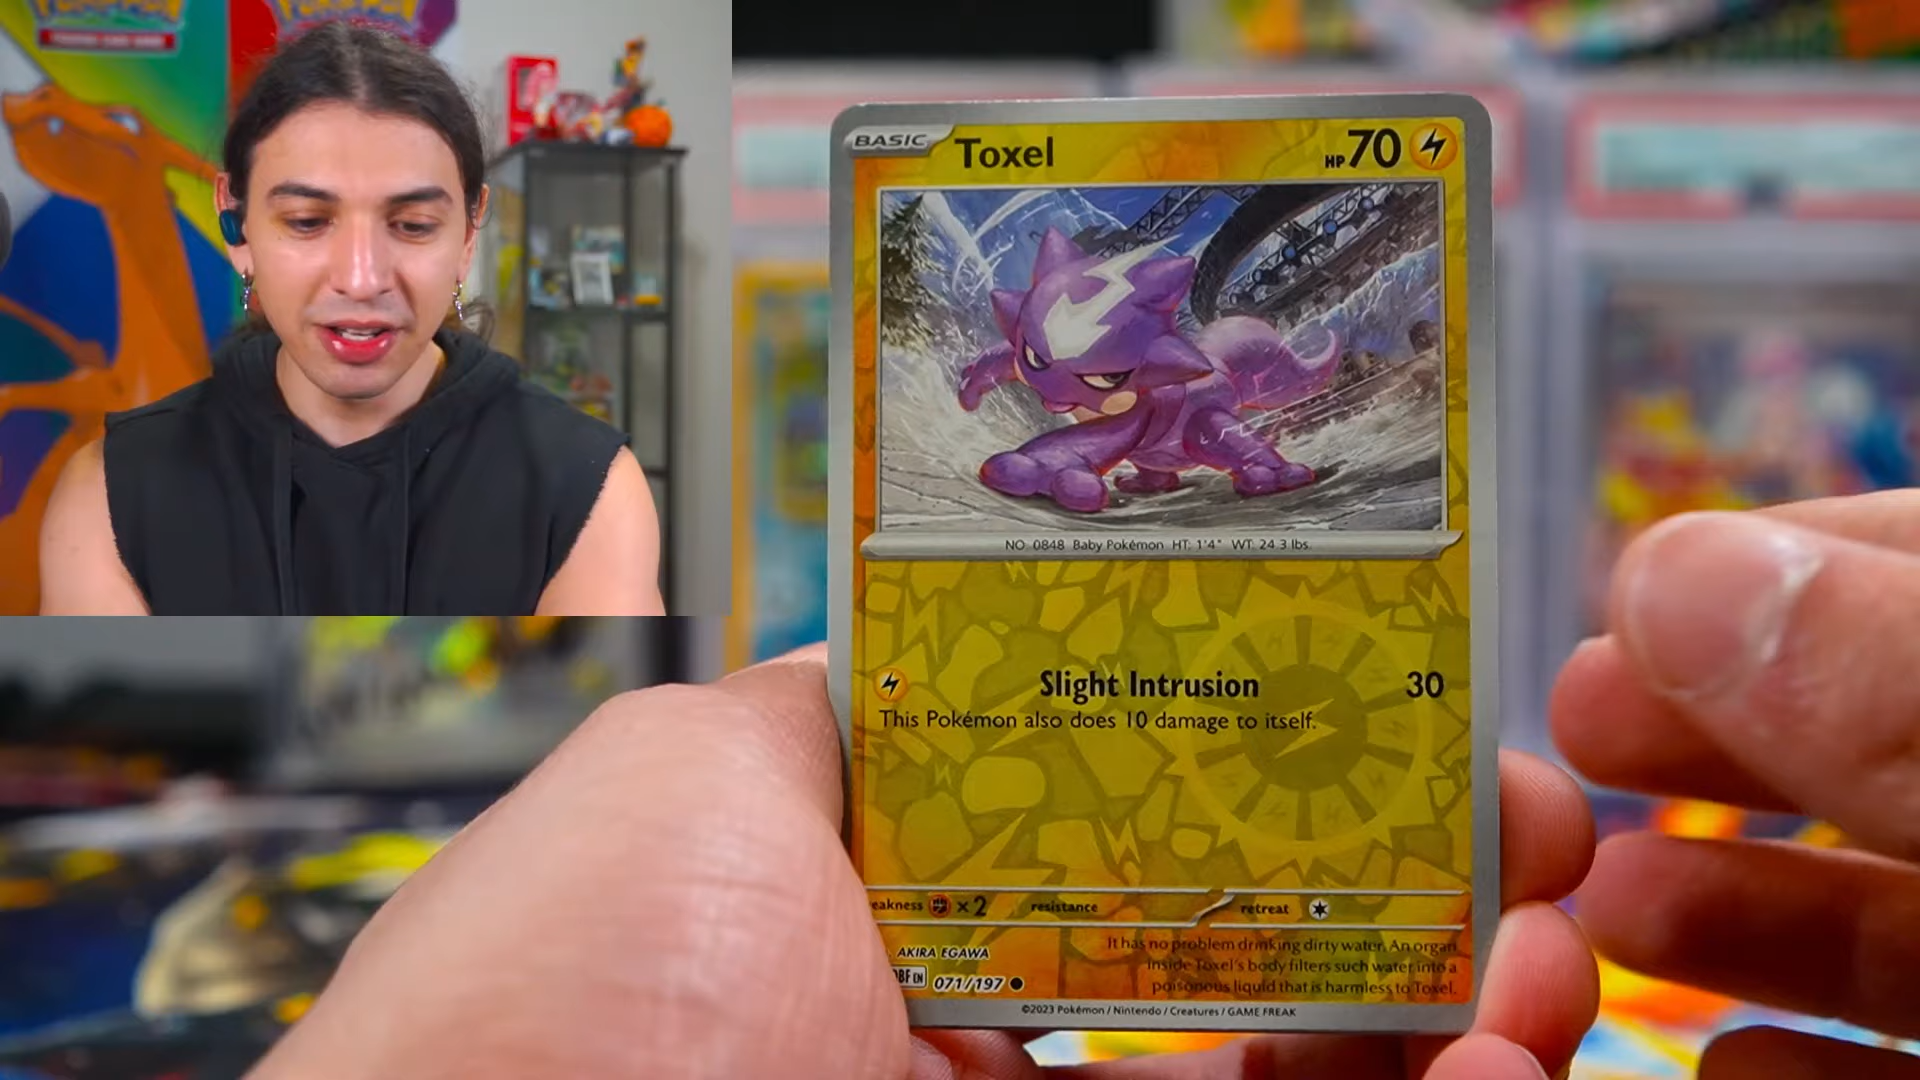 BASIC
Toxel
HP 70
NO. 0848 Baby Pokémon HT: 1'4" WT: 24.3 lbs.
Slight Intrusion 30
This Pokémon also does 10 damage to itself.
eakness ×2 resistance retreat
. AKIRA EGAWA
It has no problem drinking dirty water. An organ
inside Toxel's body filters such water into a
poisonous liquid that is harmless to Toxel.
EN 071/197
©2023 Pokémon / Nintendo / Creatures / GAME FREAK